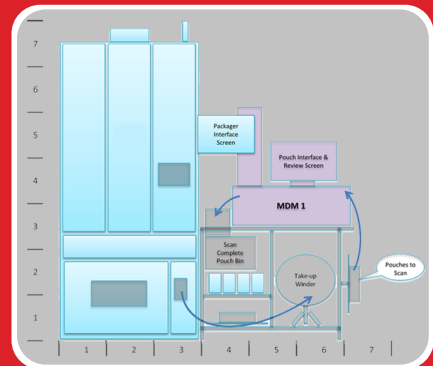 7
6
5
4
3
2
1
Packager
Interface
Screen
Pouch Interface &
Review Screen
MDM 1
Scan
Complete
Pouch Bin
Take-up
Winder
Pouches to
Scan
1
2
3
4
5
6
7